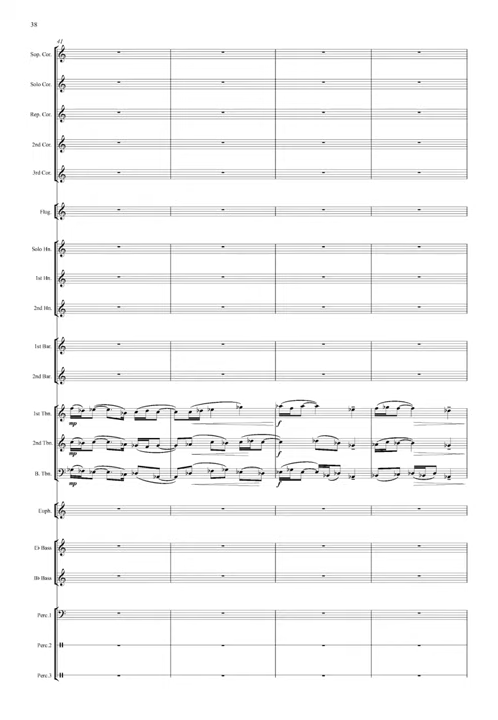 38
41
Sop. Cor.
Solo Cor.
Rep. Cor.
2nd Cor.
3rd Cor.
Flug.
Solo Hn.
1st Hn.
2nd Hn.
1st Bar.
2nd Bar.
1st Tbn.
mp f
2nd Tbn.
mp f
B. Tbn.
mp f
Euph.
E♭ Bass
B♭ Bass
Perc.1
Perc.2
Perc.3